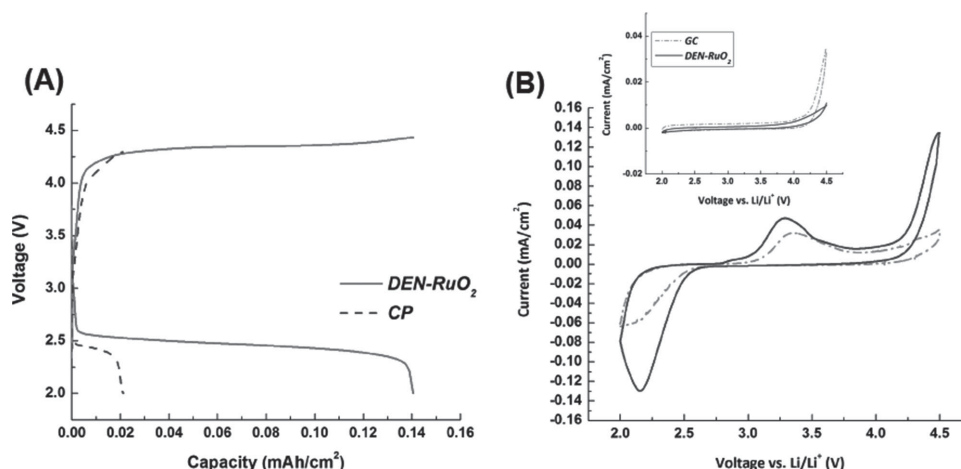 (A)
Voltage (V)
4.5
4.0
3.5
3.0
2.5
2.0
DEN-RuO₂
CP
0.00 0.02 0.04 0.06 0.08 0.10 0.12 0.14 0.16
Capacity (mAh/cm²)
(B)
Current (mA/cm²)
0.04
0.02
0.00
-0.02
GC
DEN-RuO₂
2.0 2.5 3.0 3.5 4.0 4.5
Voltage vs. Li/Li⁺ (V)
Current (mA/cm²)
0.16
0.14
0.12
0.10
0.08
0.06
0.04
0.02
0.00
-0.02
-0.04
-0.06
-0.08
-0.10
-0.12
-0.14
-0.16
2.0 2.5 3.0 3.5 4.0 4.5
Voltage vs. Li/Li⁺ (V)